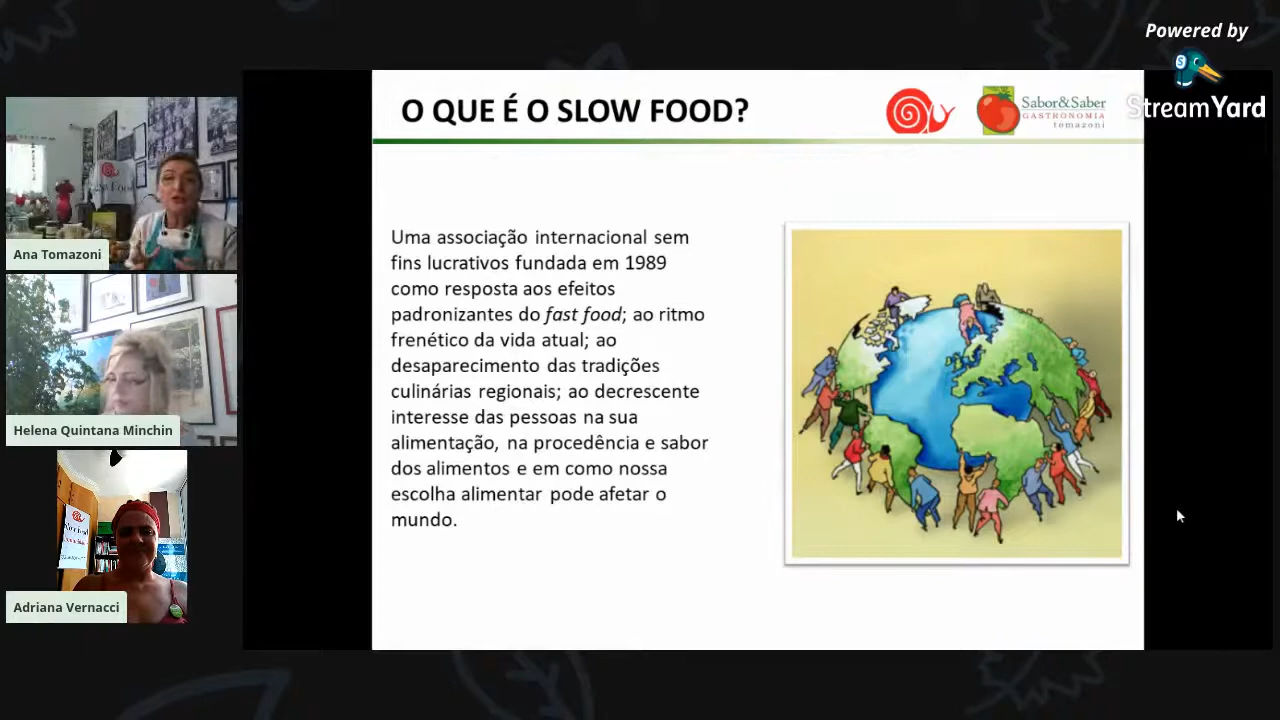 Powered by
StreamYard
O QUE É O SLOW FOOD?
Sabor&Saber
GASTRONOMIA
tomazoni
Uma associação internacional sem
fins lucrativos fundada em 1989
como resposta aos efeitos
padronizantes do fast food; ao ritmo
frenético da vida atual; ao
desaparecimento das tradições
culinárias regionais; ao decrescente
interesse das pessoas na sua
alimentação, na procedência e sabor
dos alimentos e em como nossa
escolha alimentar pode afetar o
mundo.
Ana Tomazoni
Helena Quintana Minchin
Adriana Vernacci